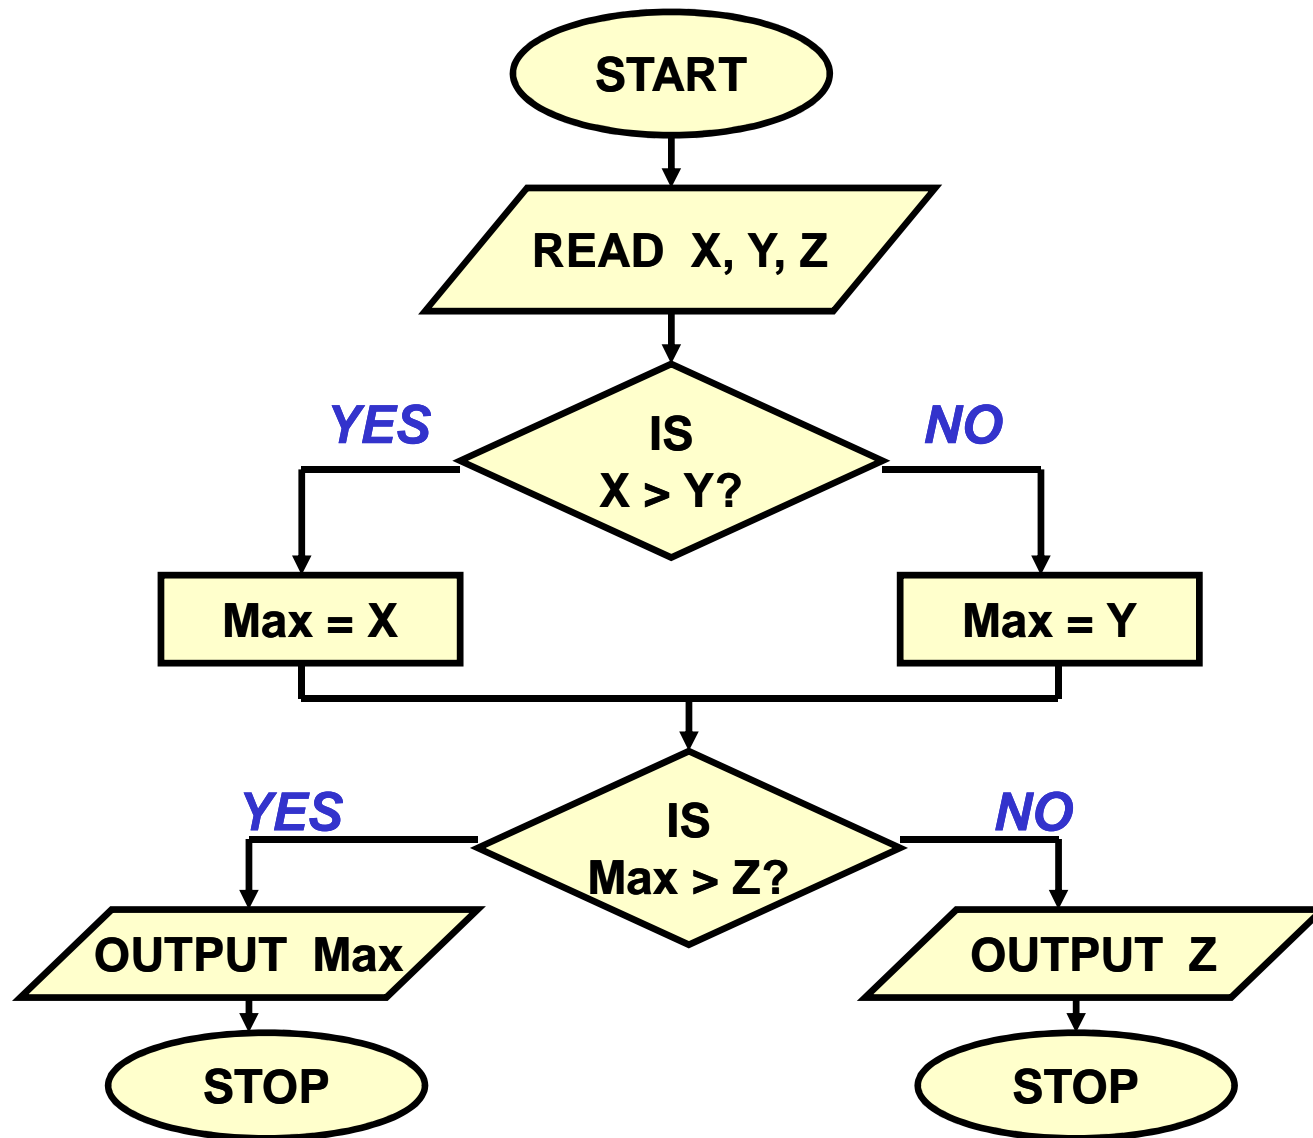 START
READ X, Y, Z
YES
IS
X > Y?
NO
Max = X
Max = Y
YES
IS
Max > Z?
NO
OUTPUT Max
OUTPUT Z
STOP
STOP